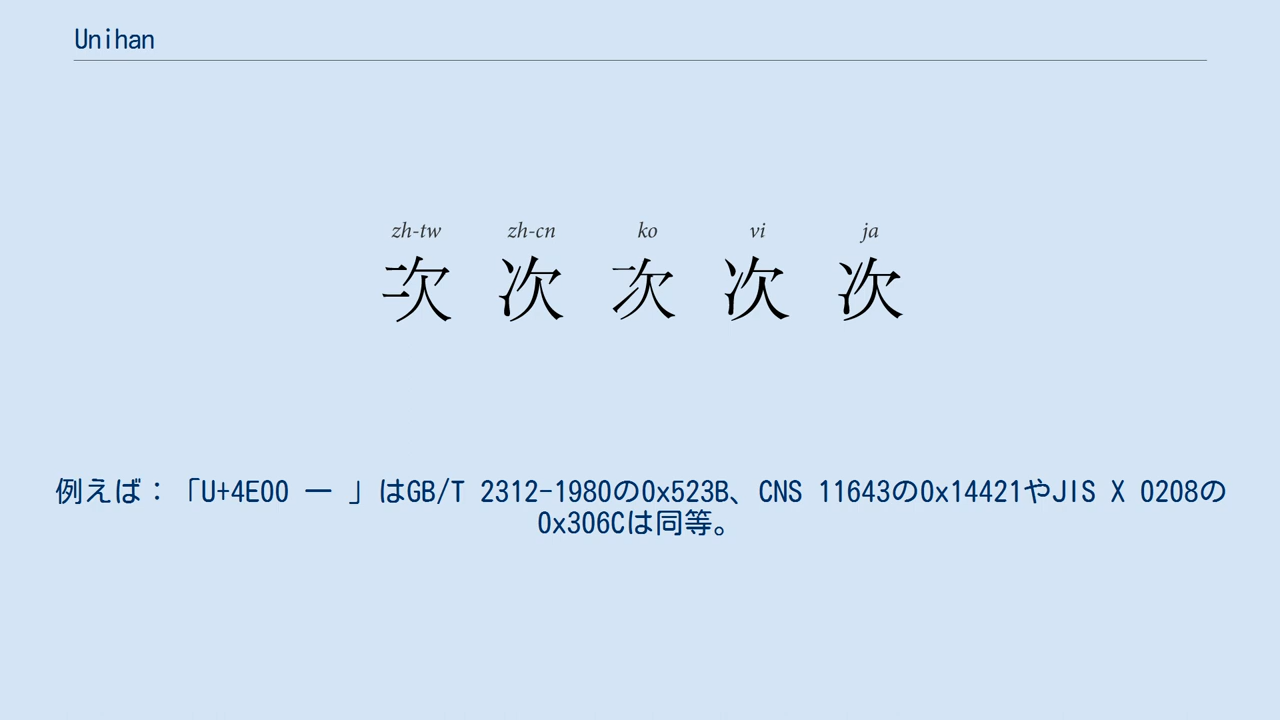 Unihan
zh-tw zh-cn ko vi ja
次 次 次 次 次
例えば：「U+4E00 一 」はGB/T 2312-1980の0x523B、CNS 11643の0x14421やJIS X 0208の
0x306Cは同等。